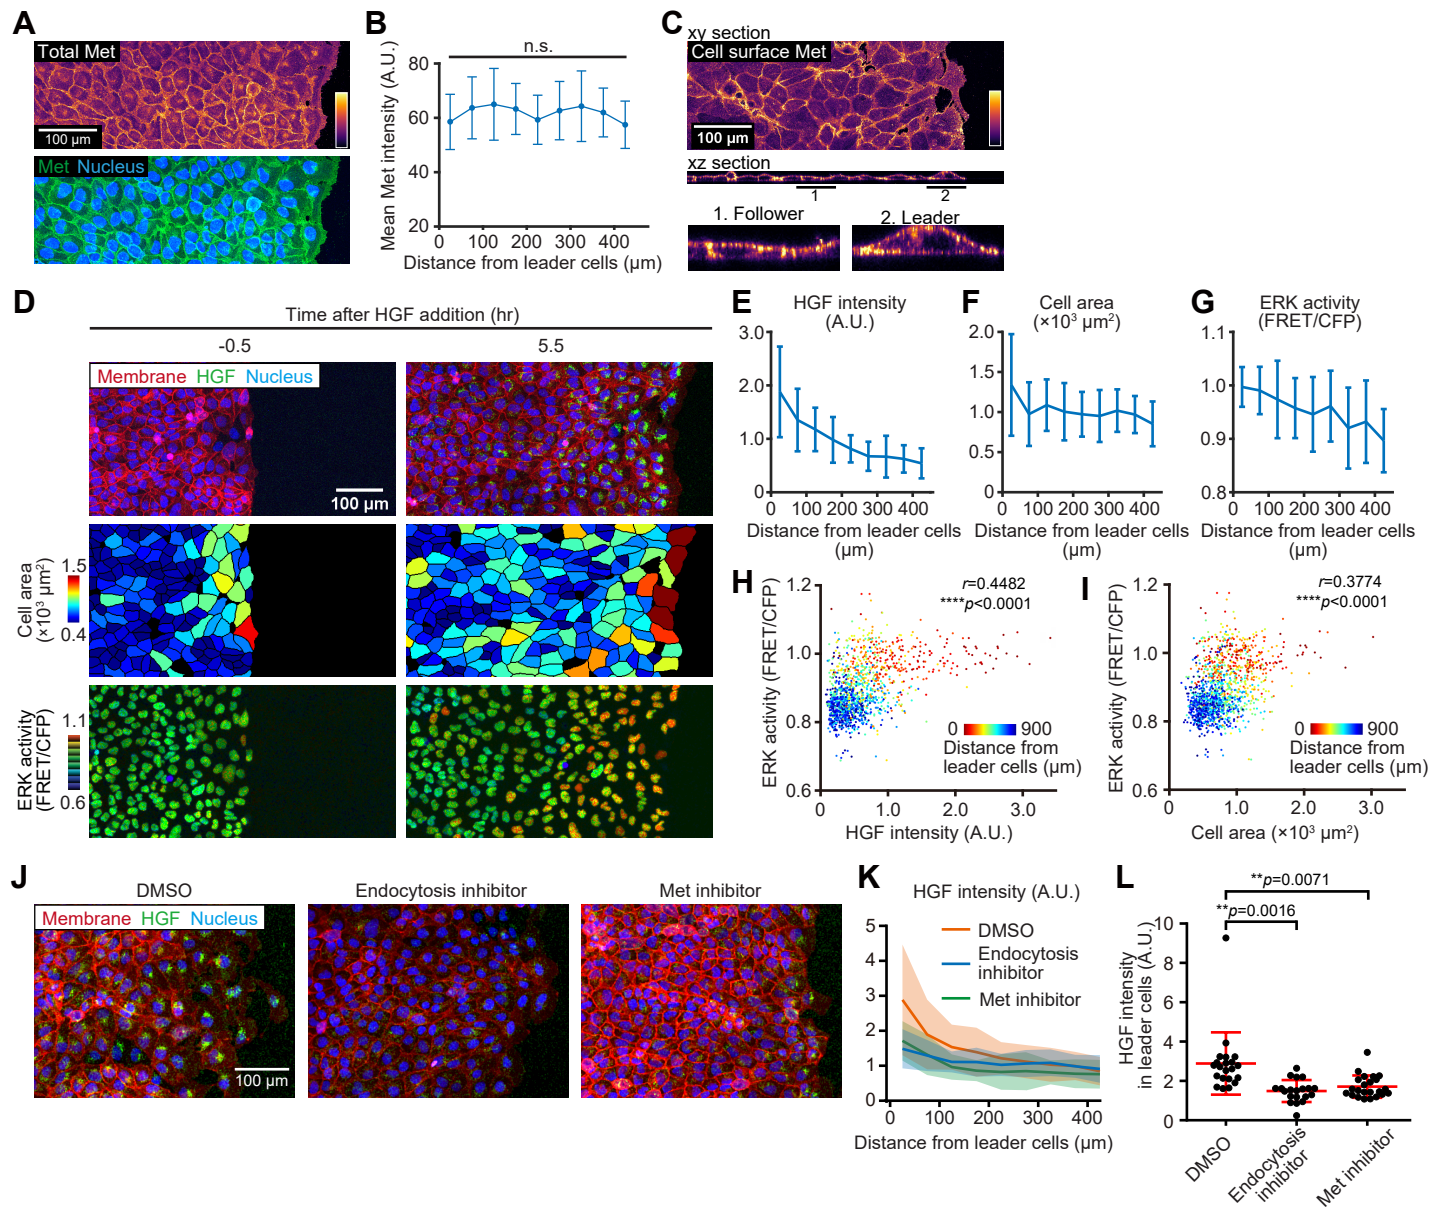 A
Total Met
100 µm
Met Nucleus
B
n.s.
Mean Met intensity (A.U.)
80
60
40
20
0 100 200 300 400
Distance from leader cells (µm)
C
xy section
Cell surface Met
100 µm
xz section
1 2
1. Follower
2. Leader
D
Time after HGF addition (hr)
-0.5 5.5
Membrane HGF Nucleus
100 µm
Cell area
(×10³ µm²)
1.5
0.4
ERK activity
(FRET/CFP)
1.1
0.6
E
HGF intensity
(A.U.)
3.0
2.0
1.0
0
0 100 200 300 400
Distance from leader cells
(µm)
F
Cell area
(×10³ µm²)
2.0
1.5
1.0
0.5
0
0 100 200 300 400
Distance from leader cells
(µm)
G
ERK activity
(FRET/CFP)
1.1
1.0
0.9
0.8
0 100 200 300 400
Distance from leader cells
(µm)
H
r=0.4482
****p<0.0001
ERK activity (FRET/CFP)
1.2
1.0
0.8
0.6
0 1.0 2.0 3.0
HGF intensity (A.U.)
0 900
Distance from
leader cells (µm)
I
r=0.3774
****p<0.0001
ERK activity (FRET/CFP)
1.2
1.0
0.8
0.6
0 1.0 2.0 3.0
Cell area (×10³ µm²)
0 900
Distance from
leader cells (µm)
J
DMSO
Endocytosis inhibitor
Met inhibitor
Membrane HGF Nucleus
100 µm
K
HGF intensity (A.U.)
5
4
3
2
1
0
DMSO
Endocytosis
inhibitor
Met inhibitor
0 100 200 300 400
Distance from leader cells (µm)
L
**p=0.0071
**p=0.0016
HGF intensity
in leader cells (A.U.)
10
8
6
4
2
0
DMSO
Endocytosis
inhibitor
Met inhibitor